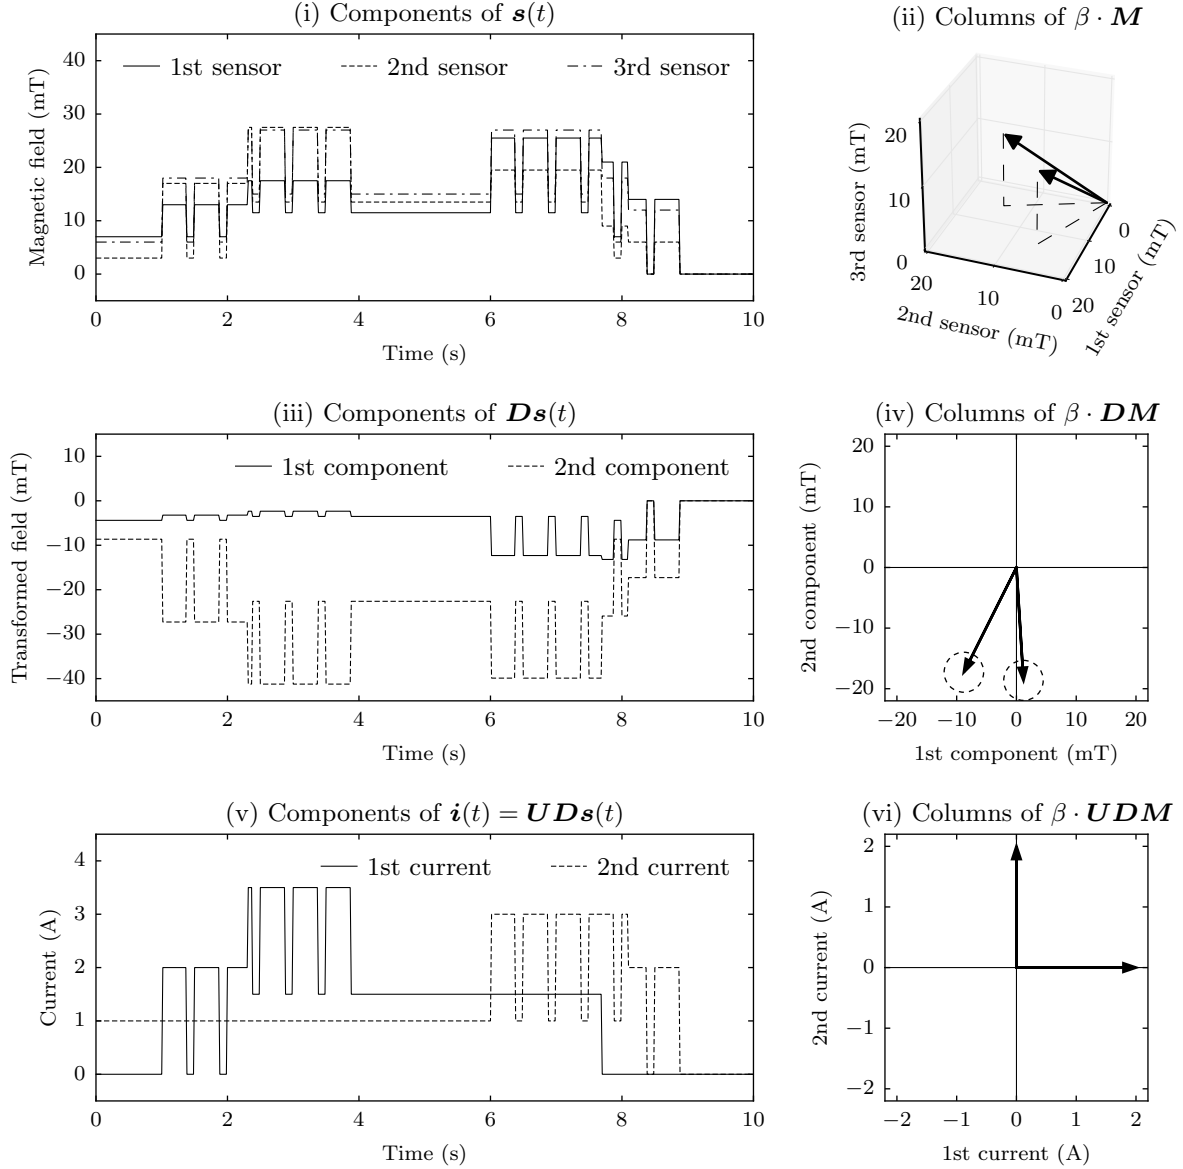 (i) Components of s(t)
Magnetic field (mT)
40
30
20
10
0
1st sensor 2nd sensor 3rd sensor
0 2 4 6 8 10
Time (s)
(ii) Columns of β · M
3rd sensor (mT)
20
10
0
20 10 0
2nd sensor (mT)
0
10
20
1st sensor (mT)
(iii) Components of Ds(t)
Transformed field (mT)
10
0
−10
−20
−30
−40
1st component 2nd component
0 2 4 6 8 10
Time (s)
(iv) Columns of β · DM
2nd component (mT)
20
10
0
−10
−20
−20 −10 0 10 20
1st component (mT)
(v) Components of i(t) = UDs(t)
Current (A)
4
3
2
1
0
1st current 2nd current
0 2 4 6 8 10
Time (s)
(vi) Columns of β · UDM
2nd current (A)
2
1
0
−1
−2
−2 −1 0 1 2
1st current (A)